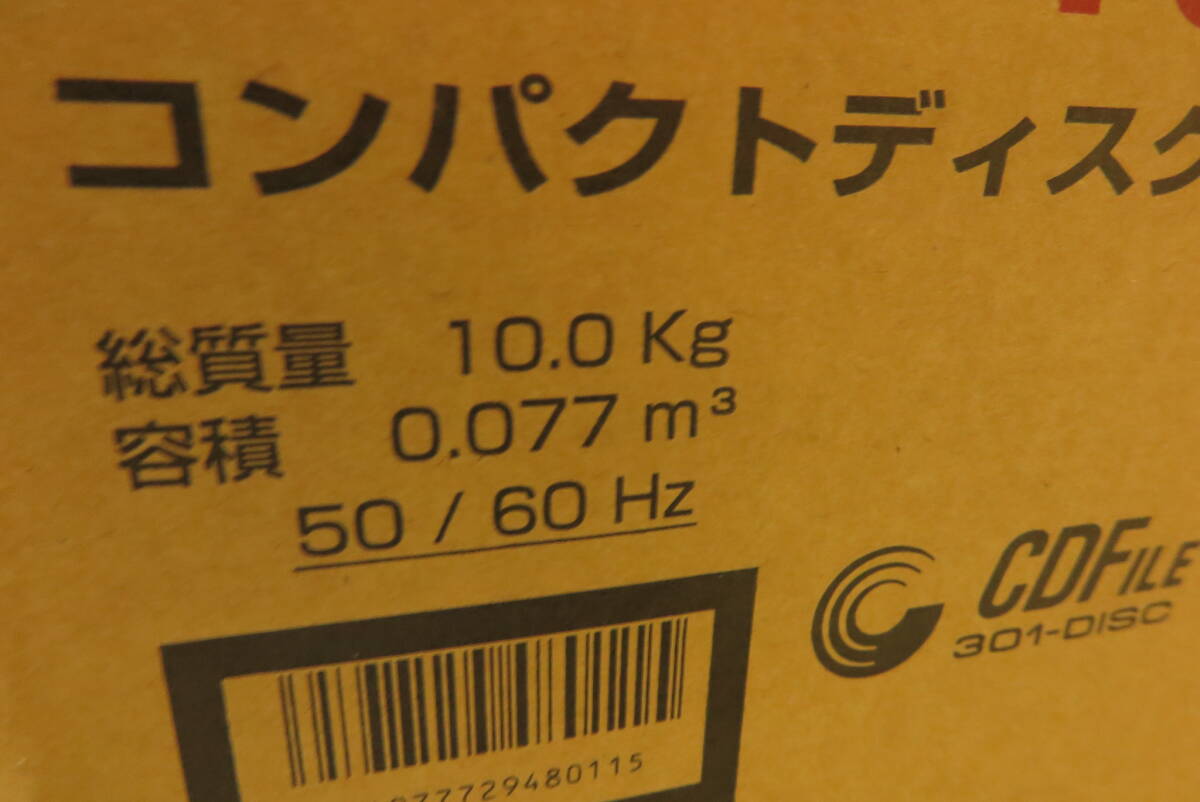 コンパクトディスク
総質量 10.0 Kg
容積 0.077 m³
50 / 60 Hz
CDFILE
301-DISC